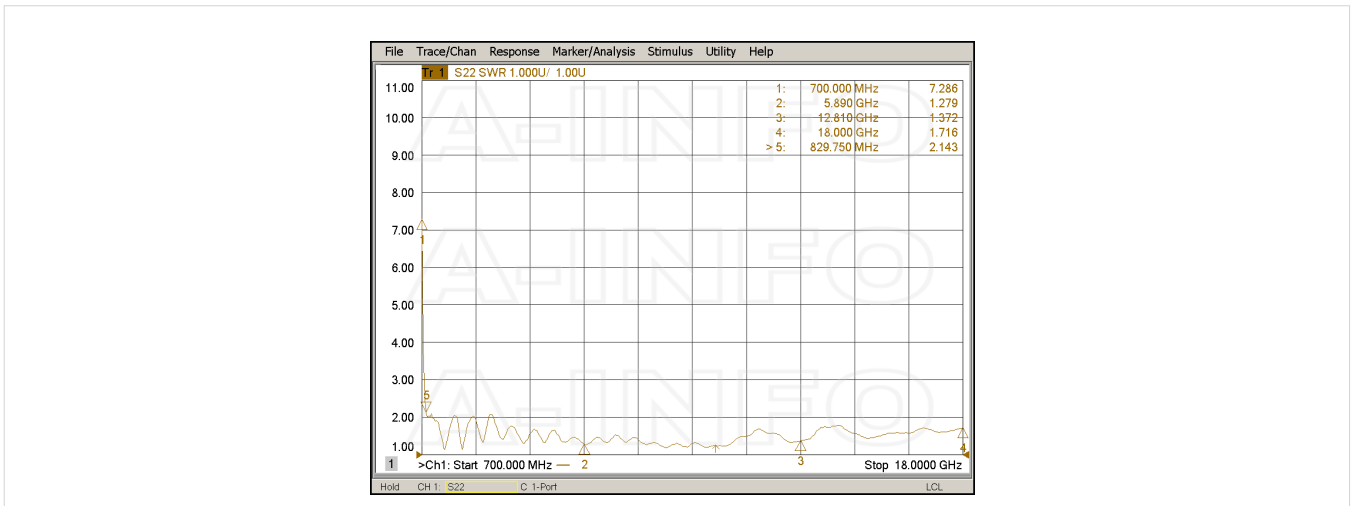 File Trace/Chan Response Marker/Analysis Stimulus Utility Help
Tr 1 S22 SWR 1.000U/ 1.00U
11.00
10.00
9.00
8.00
7.00
6.00
5.00
4.00
3.00
2.00
1.00
1: 700.000 MHz 7.286
2: 5.890 GHz 1.279
3: 12.810 GHz 1.372
4: 18.000 GHz 1.716
> 5: 829.750 MHz 2.143
A-INFO
A-INFO
A-INFO
1
5
2
3
4
1 >Ch1: Start 700.000 MHz — Stop 18.0000 GHz
Hold CH 1: S22 C 1-Port LCL